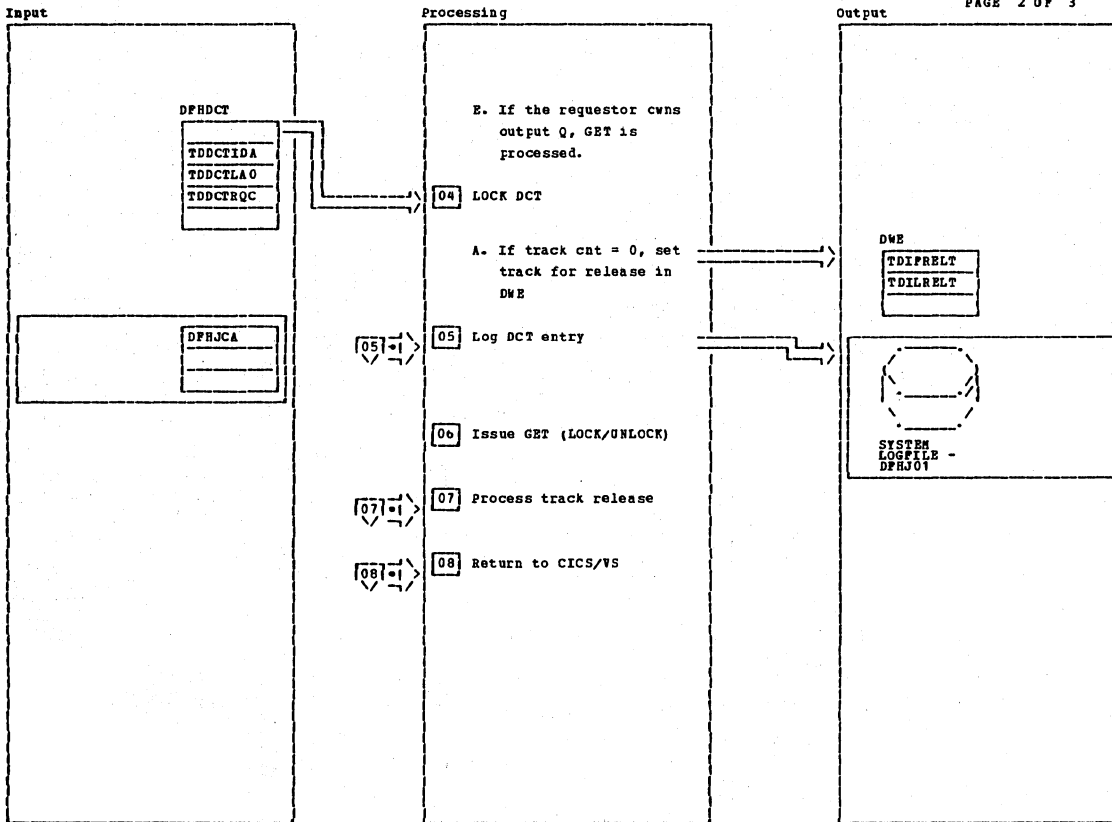 PAGE 2 OF 3
Input
Processing
Output
DFHDCT
TDDCTIDA
TDDCTLAO
TDDCTRQC
E. If the requestor owns
output Q, GET is
processed.
04 LOCK DCT
A. If track cnt = 0, set
track for release in
DWE
DWE
TDIFRELT
TDILRELT
DFHJCA
05
05 Log DCT entry
SYSTEM
LOGFILE -
DFHJ01
06 Issue GET (LOCK/UNLOCK)
07
07 Process track release
08
08 Return to CICS/VS